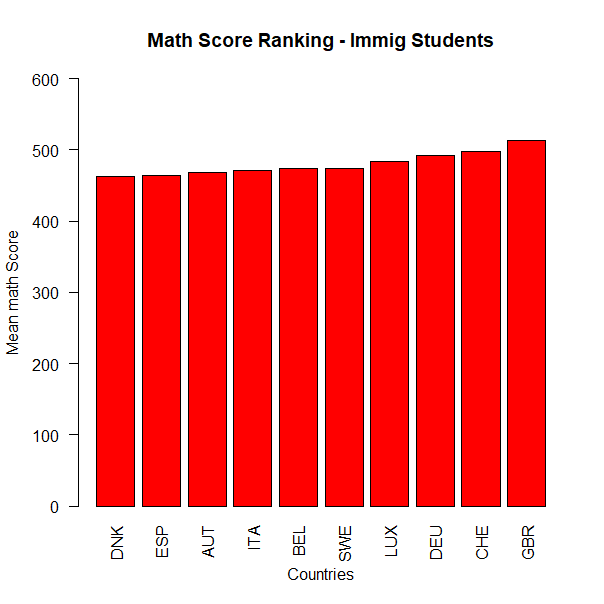 Math Score Ranking - Immig Students
600
500
400
300
200
100
0
Mean math Score
DNK
ESP
AUT
ITA
BEL
SWE
LUX
DEU
CHE
GBR
Countries